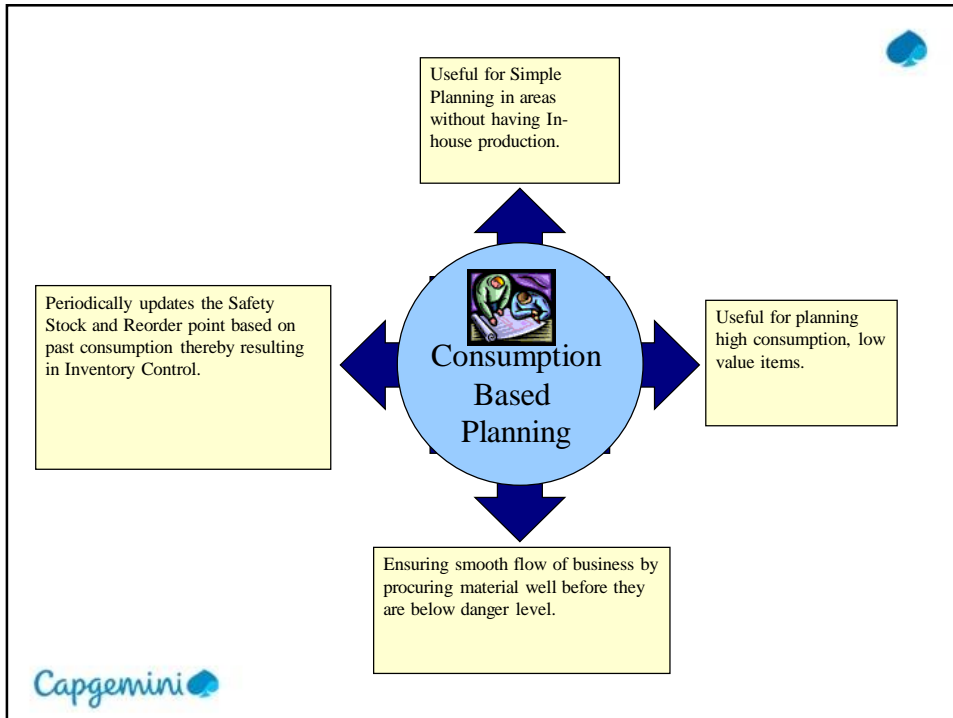 Useful for Simple
Planning in areas
without having In-
house production.
Periodically updates the Safety
Stock and Reorder point based on
past consumption thereby resulting
in Inventory Control.
Consumption
Based
Planning
Useful for planning
high consumption, low
value items.
Ensuring smooth flow of business by
procuring material well before they
are below danger level.
Capgemini